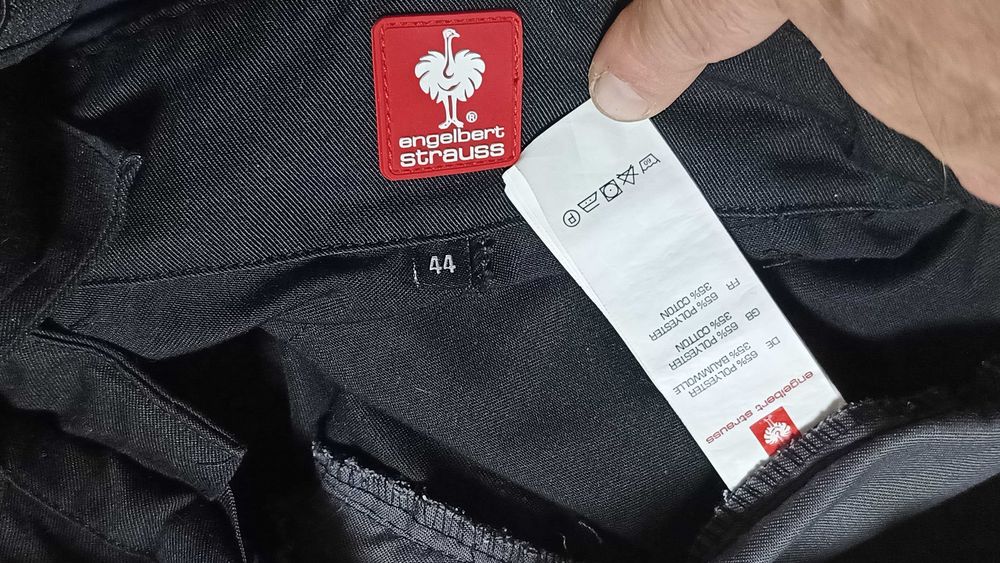 engelbert
strauss
®
44
engelbert strauss
DE
65% POLYESTER
35% BAUMWOLLE
GB
65% POLYESTER
35% COTTON
FR
65% POLYESTER
35% COTON
60
P